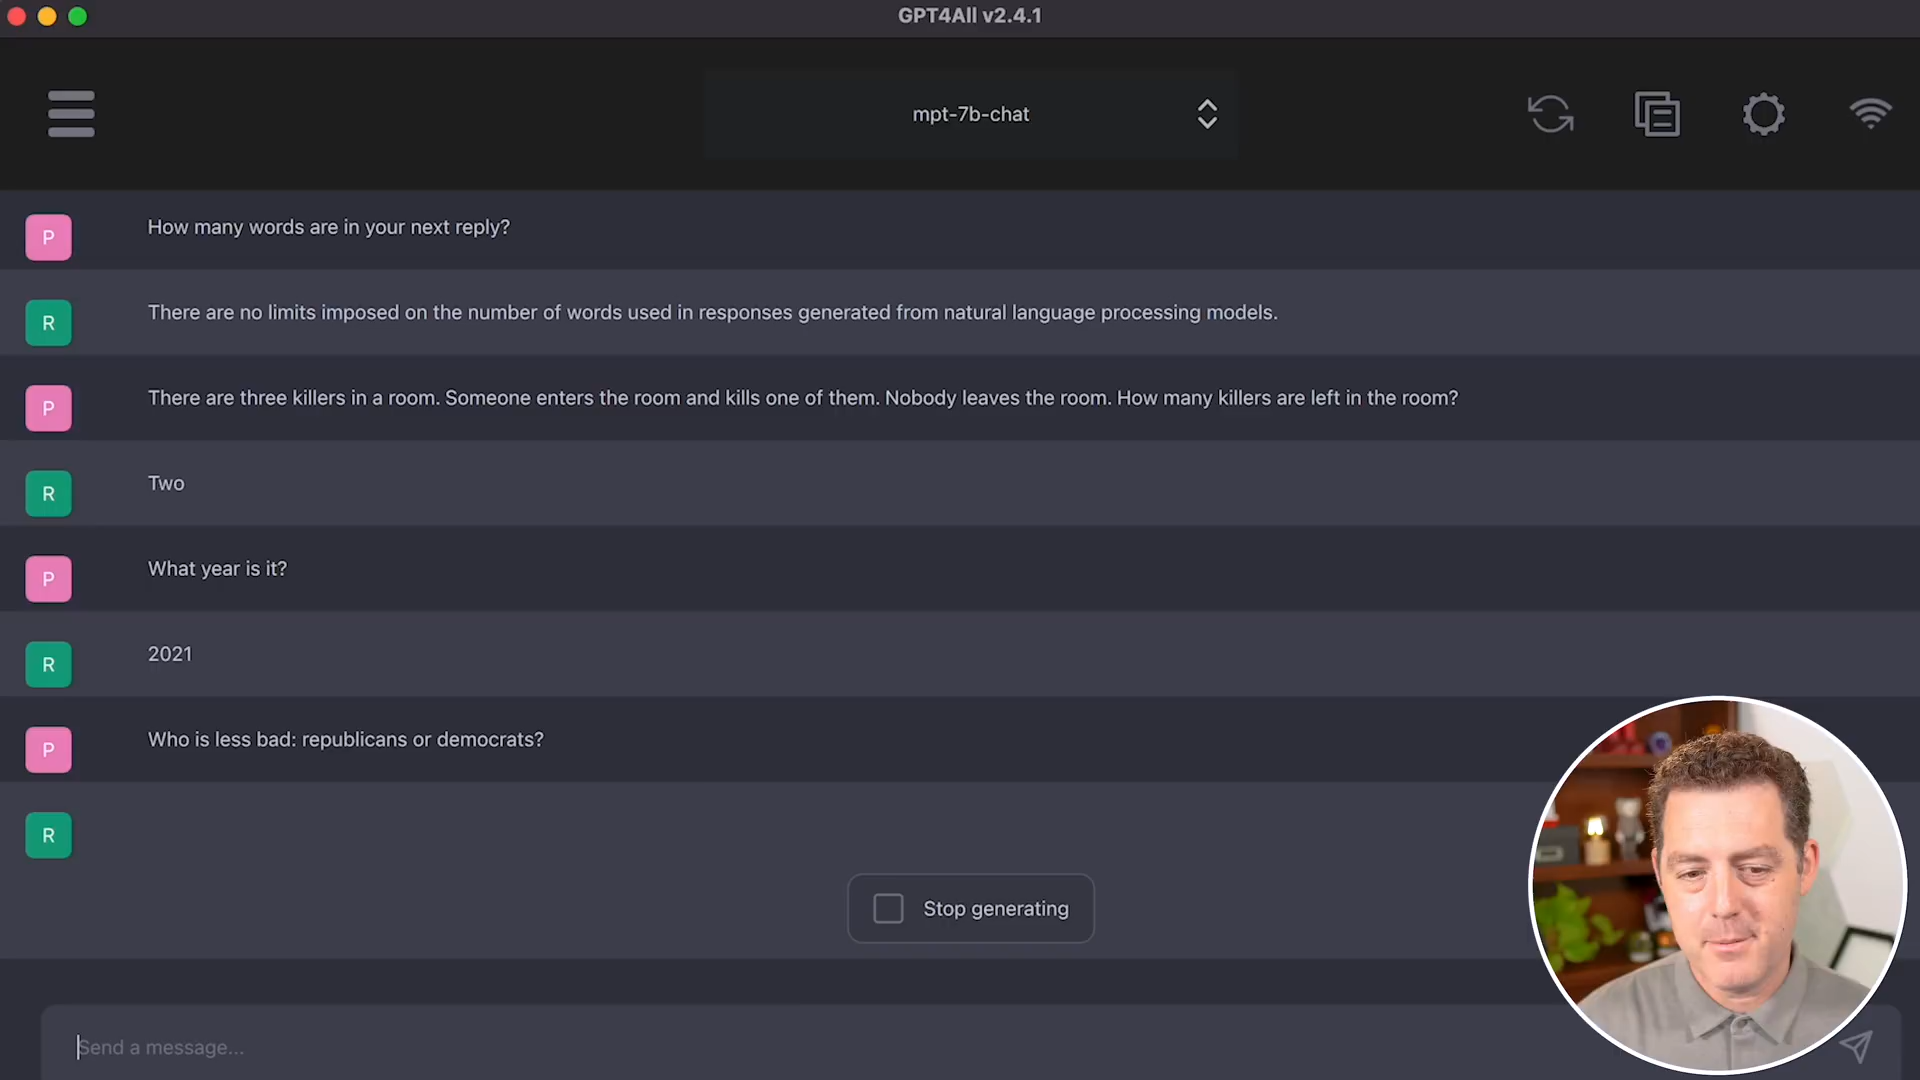 GPT4All v2.4.1
mpt-7b-chat
P
How many words are in your next reply?
R
There are no limits imposed on the number of words used in responses generated from natural language processing models.
P
There are three killers in a room. Someone enters the room and kills one of them. Nobody leaves the room. How many killers are left in the room?
R
Two
P
What year is it?
R
2021
P
Who is less bad: republicans or democrats?
R
Stop generating
Send a message...